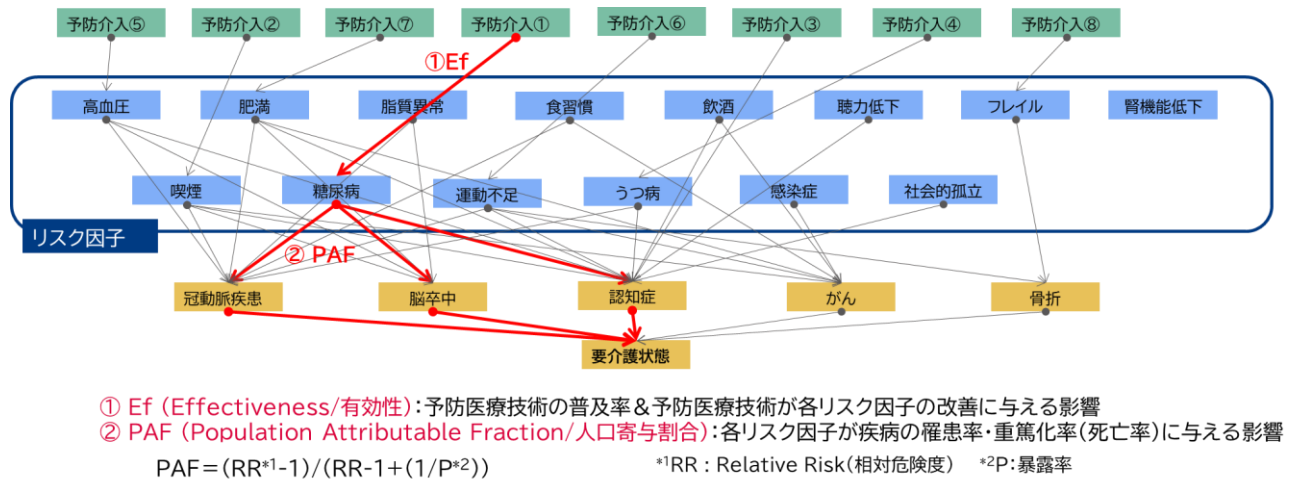 予防介入⑤ 予防介入② 予防介入⑦ 予防介入① 予防介入⑥ 予防介入③ 予防介入④ 予防介入⑧
①Ef
高血圧 肥満 脂質異常 食習慣 飲酒 聴力低下 フレイル 腎機能低下
喫煙 糖尿病 運動不足 うつ病 感染症 社会的孤立
リスク因子
② PAF
冠動脈疾患 脳卒中 認知症 がん 骨折
要介護状態
① Ef (Effectiveness/有効性):予防医療技術の普及率&予防医療技術が各リスク因子の改善に与える影響
② PAF (Population Attributable Fraction/人口寄与割合):各リスク因子が疾病の罹患率・重篤化率(死亡率)に与える影響
PAF=(RR*1-1)/(RR-1+(1/P*2)) *1RR : Relative Risk(相対危険度) *2P:暴露率